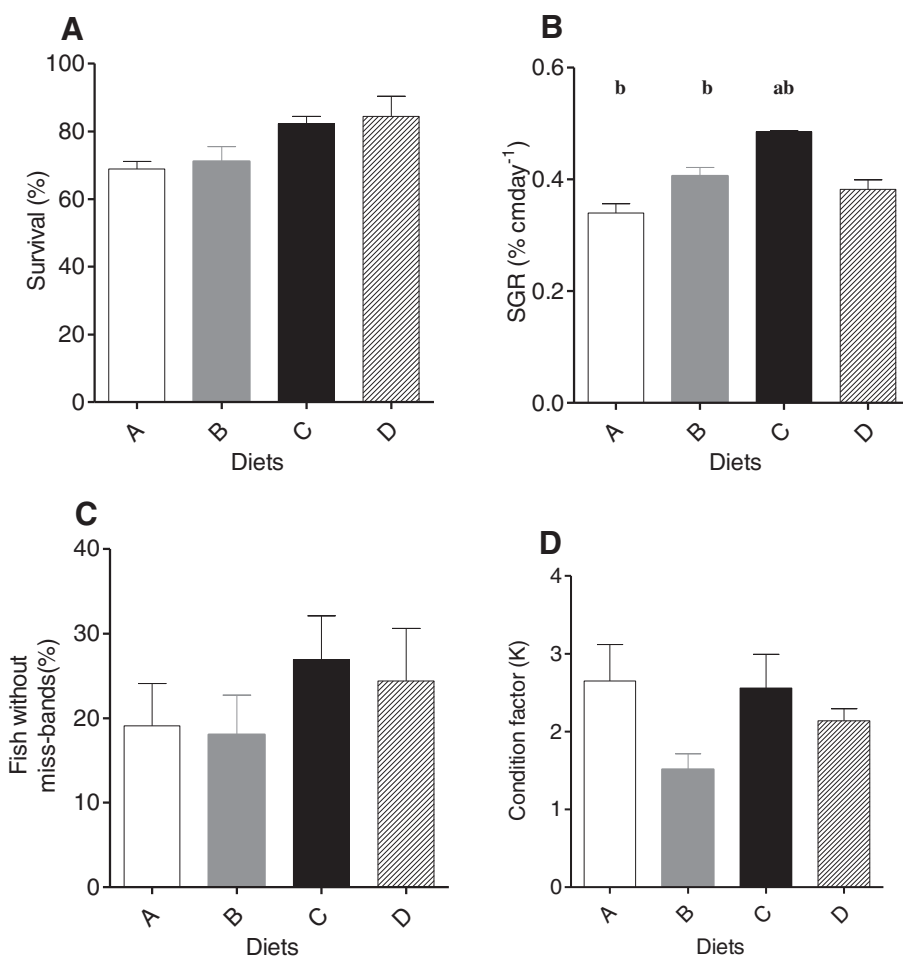 A
100
80
60
40
20
0
Survival (%)
A B C D
Diets
B
0.6
0.4
0.2
0.0
SGR (% cmday⁻¹)
b b ab
A B C D
Diets
C
40
30
20
10
0
Fish without
miss-bands(%)
A B C D
Diets
D
4
3
2
1
0
Condition factor (K)
A B C D
Diets